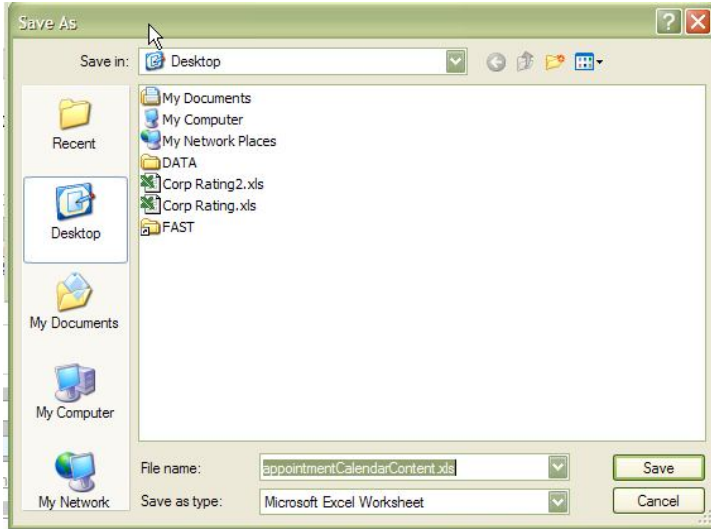 Save As
Save in: Desktop
My Documents
My Computer
My Network Places
DATA
Corp Rating2.xls
Corp Rating.xls
FAST
Recent
Desktop
My Documents
My Computer
My Network
File name: appointmentCalendarContent.xls Save
Save as type: Microsoft Excel Worksheet Cancel